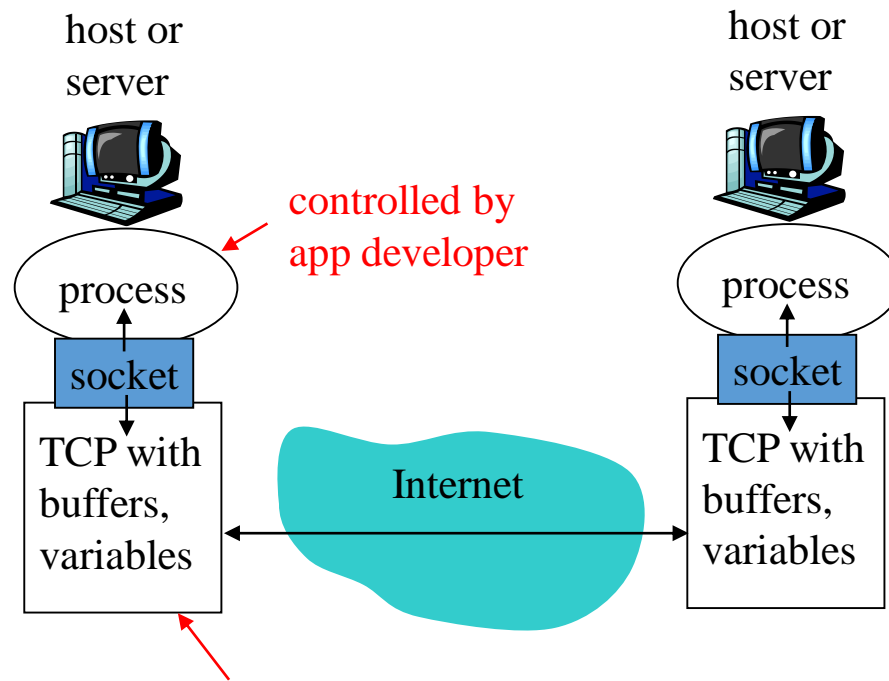 host or
server
host or
server
controlled by
app developer
process
process
socket
socket
TCP with
buffers,
variables
Internet
TCP with
buffers,
variables